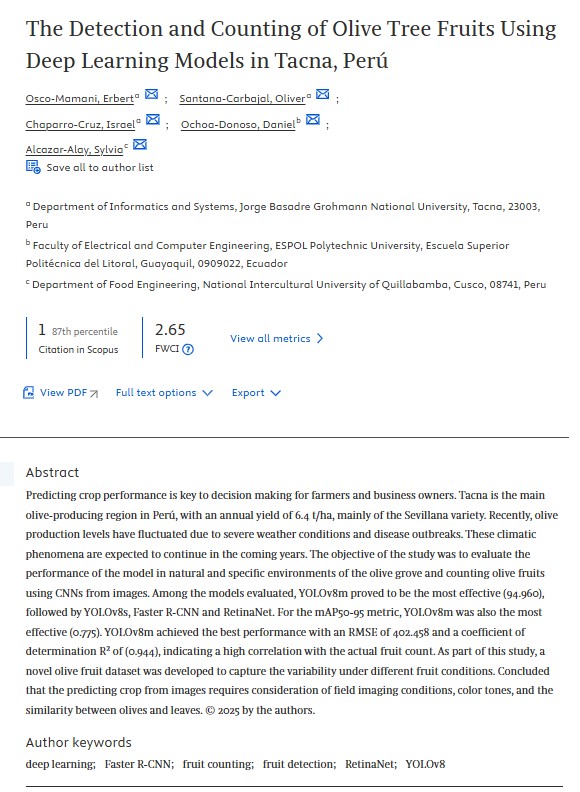 The Detection and Counting of Olive Tree Fruits Using
Deep Learning Models in Tacna, Perú
Osco-Mamani, Erbert a ; Santana-Carbajal, Oliver a ;
Chaparro-Cruz, Israel a ; Ochoa-Donoso, Daniel b ;
Alcazar-Alay, Sylvia c
Save all to author list
a Department of Informatics and Systems, Jorge Basadre Grohmann National University, Tacna, 23003,
Peru
b Faculty of Electrical and Computer Engineering, ESPOL Polytechnic University, Escuela Superior
Politécnica del Litoral, Guayaquil, 0909022, Ecuador
c Department of Food Engineering, National Intercultural University of Quillabamba, Cusco, 08741, Peru
1 87th percentile
Citation in Scopus
2.65
FWCI ?
View all metrics
View PDF Full text options Export
Abstract
Predicting crop performance is key to decision making for farmers and business owners. Tacna is the main
olive-producing region in Perú, with an annual yield of 6.4 t/ha, mainly of the Sevillana variety. Recently, olive
production levels have fluctuated due to severe weather conditions and disease outbreaks. These climatic
phenomena are expected to continue in the coming years. The objective of the study was to evaluate the
performance of the model in natural and specific environments of the olive grove and counting olive fruits
using CNNs from images. Among the models evaluated, YOLOv8m proved to be the most effective (94.960),
followed by YOLOv8s, Faster R-CNN and RetinaNet. For the mAP50-95 metric, YOLOv8m was also the most
effective (0.775). YOLOv8m achieved the best performance with an RMSE of 402.458 and a coefficient of
determination R² of (0.944), indicating a high correlation with the actual fruit count. As part of this study, a
novel olive fruit dataset was developed to capture the variability under different fruit conditions. Concluded
that the predicting crop from images requires consideration of field imaging conditions, color tones, and the
similarity between olives and leaves. © 2025 by the authors.
Author keywords
deep learning; Faster R-CNN; fruit counting; fruit detection; RetinaNet; YOLOv8